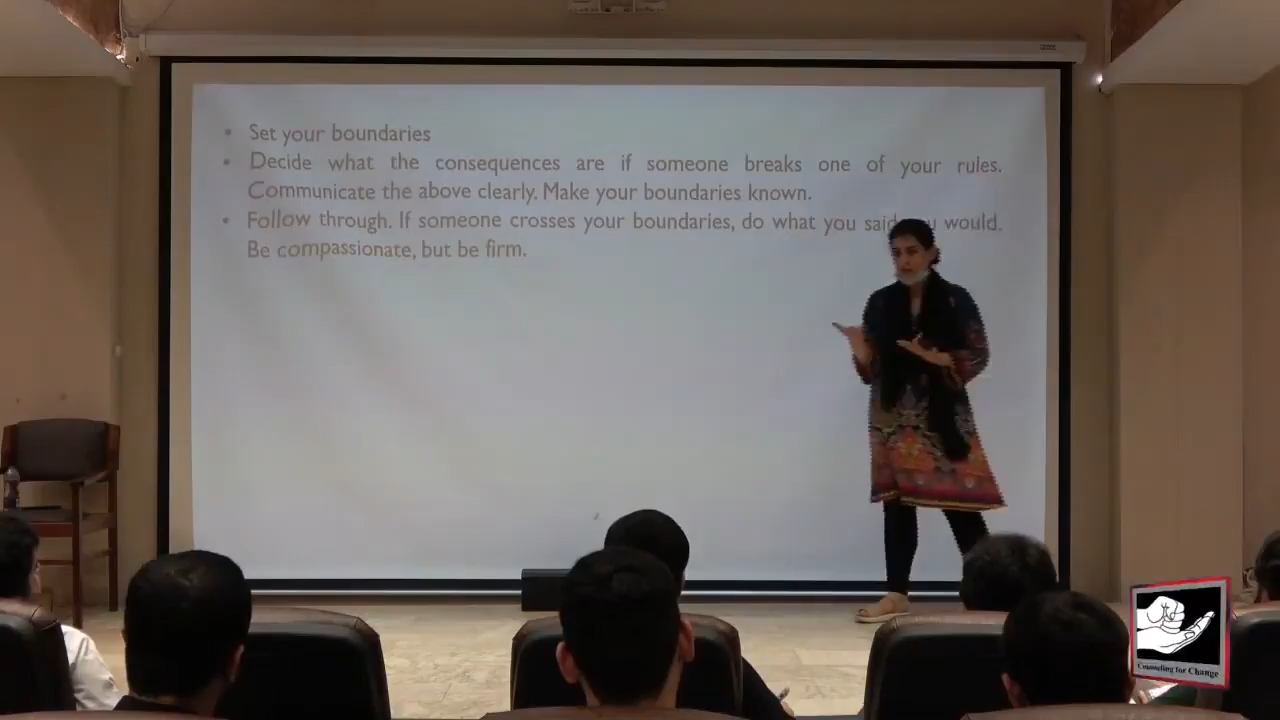 • Set your boundaries
• Decide what the consequences are if someone breaks one of your rules.
Communicate the above clearly. Make your boundaries known.
• Follow through. If someone crosses your boundaries, do what you said would.
Be compassionate, but be firm.
Counseling for Change